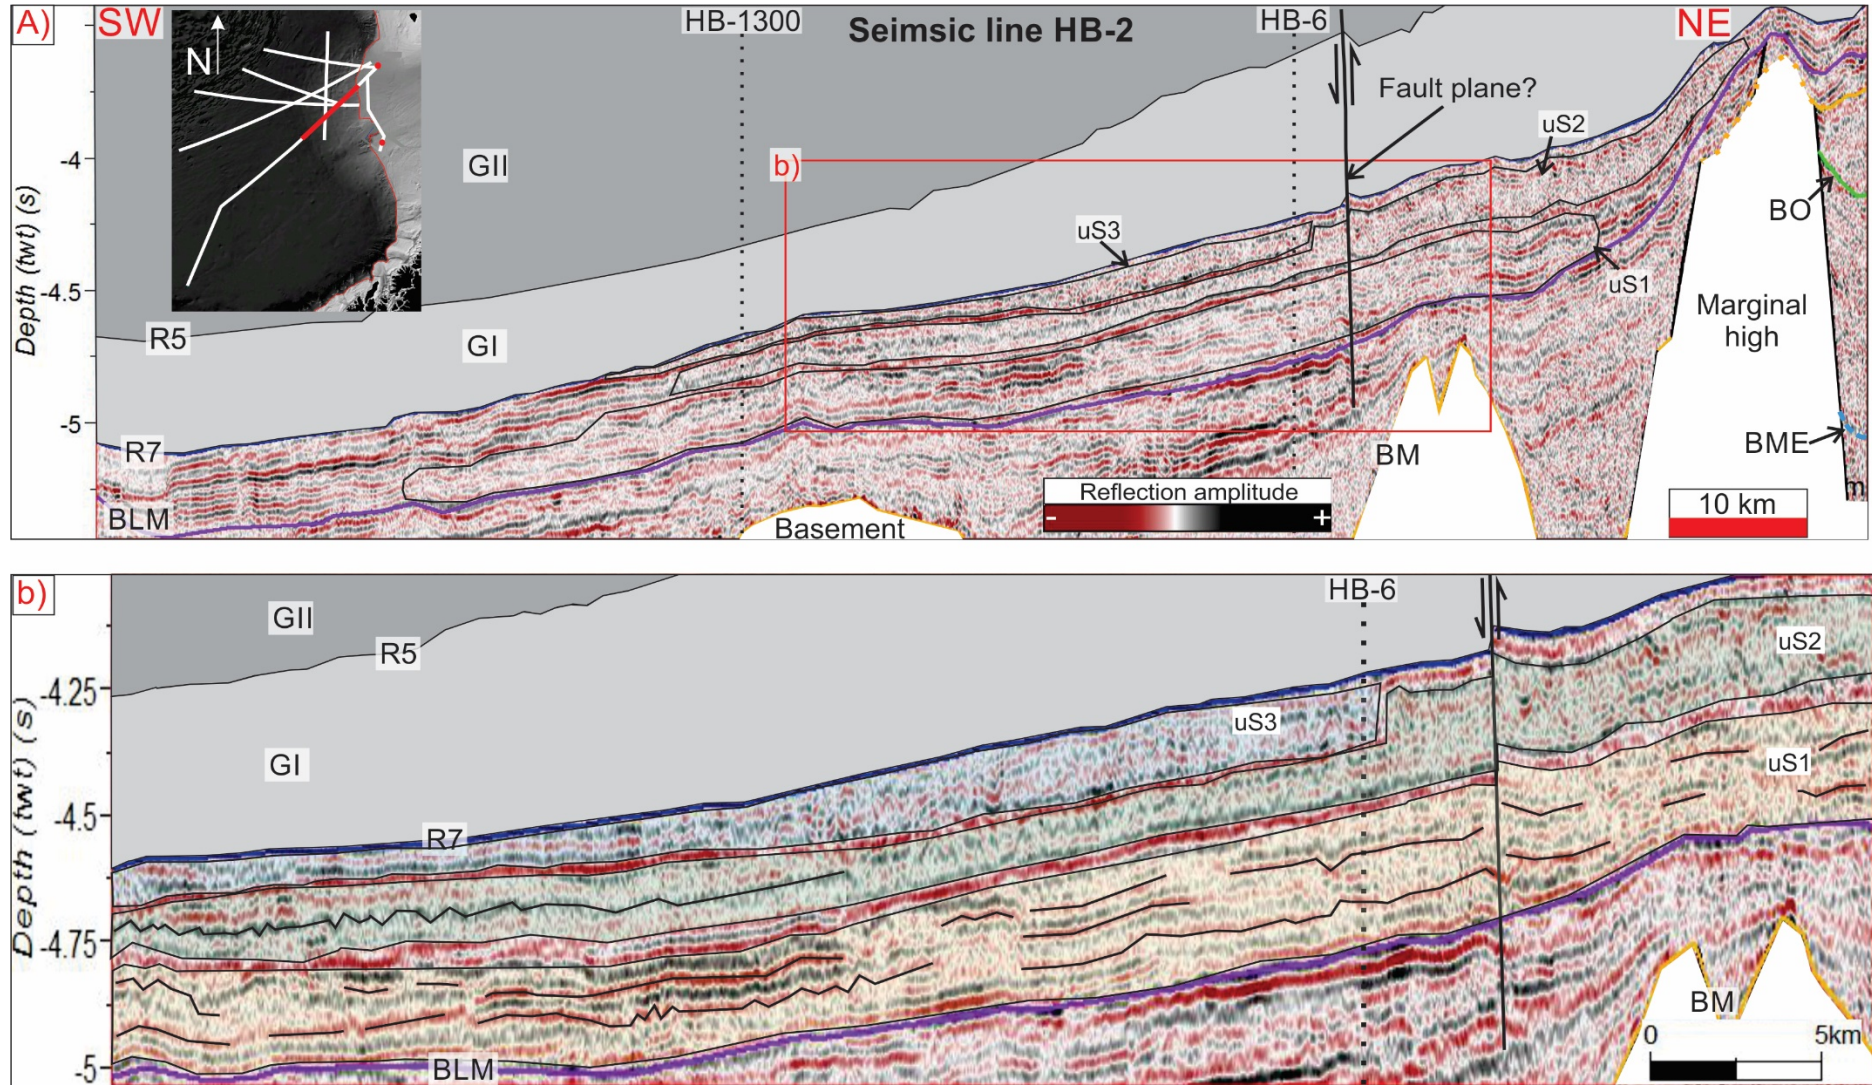 A)
SW
N
HB-1300
Seimsic line HB-2
HB-6
NE
Fault plane?
uS2
GII
b)
-4
BO
uS3
uS1
Depth (twt) (s)
-4.5
R5
GI
Marginal
high
-5
R7
BM
BME
Reflection amplitude
- +
m
BLM
10 km
Basement
b)
HB-6
GII
R5
uS2
-4.25
uS3
GI
uS1
Depth (twt) (s)
-4.5
R7
-4.75
BM
0 5km
BLM
-5